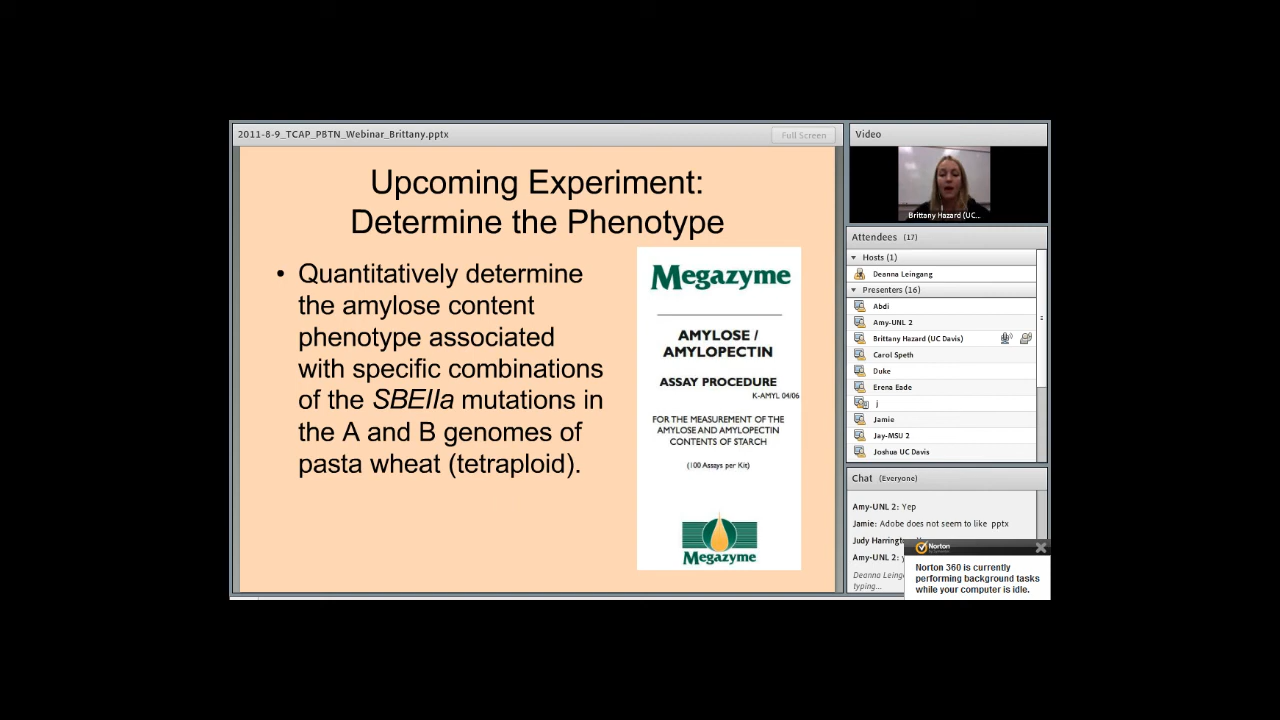 2011-8-9_TCAP_PBTN_Webinar_Brittany.pptx
Full Screen
Upcoming Experiment:
Determine the Phenotype
• Quantitatively determine
the amylose content
phenotype associated
with specific combinations
of the SBEIIa mutations in
the A and B genomes of
pasta wheat (tetraploid).
Megazyme
AMYLOSE /
AMYLOPECTIN
ASSAY PROCEDURE
K-AMYL 04/06
FOR THE MEASUREMENT OF THE
AMYLOSE AND AMYLOPECTIN
CONTENTS OF STARCH
(100 Assays per Kit)
Megazyme
Video
Brittany Hazard (UC...
Attendees (17)
Hosts (1)
Deanna Leingang
Presenters (16)
Abdi
Amy-UNL 2
Brittany Hazard (UC Davis)
Carol Speth
Duke
Erena Eade
j
Jamie
Jay-MSU 2
Joshua UC Davis
Chat (Everyone)
Amy-UNL 2: Yep
Jamie: Adobe does not seem to like pptx
Judy Harrington
Amy-UNL 2:
Deanna Leingang
typing...
Norton
Norton 360 is currently
performing background tasks
while your computer is idle.